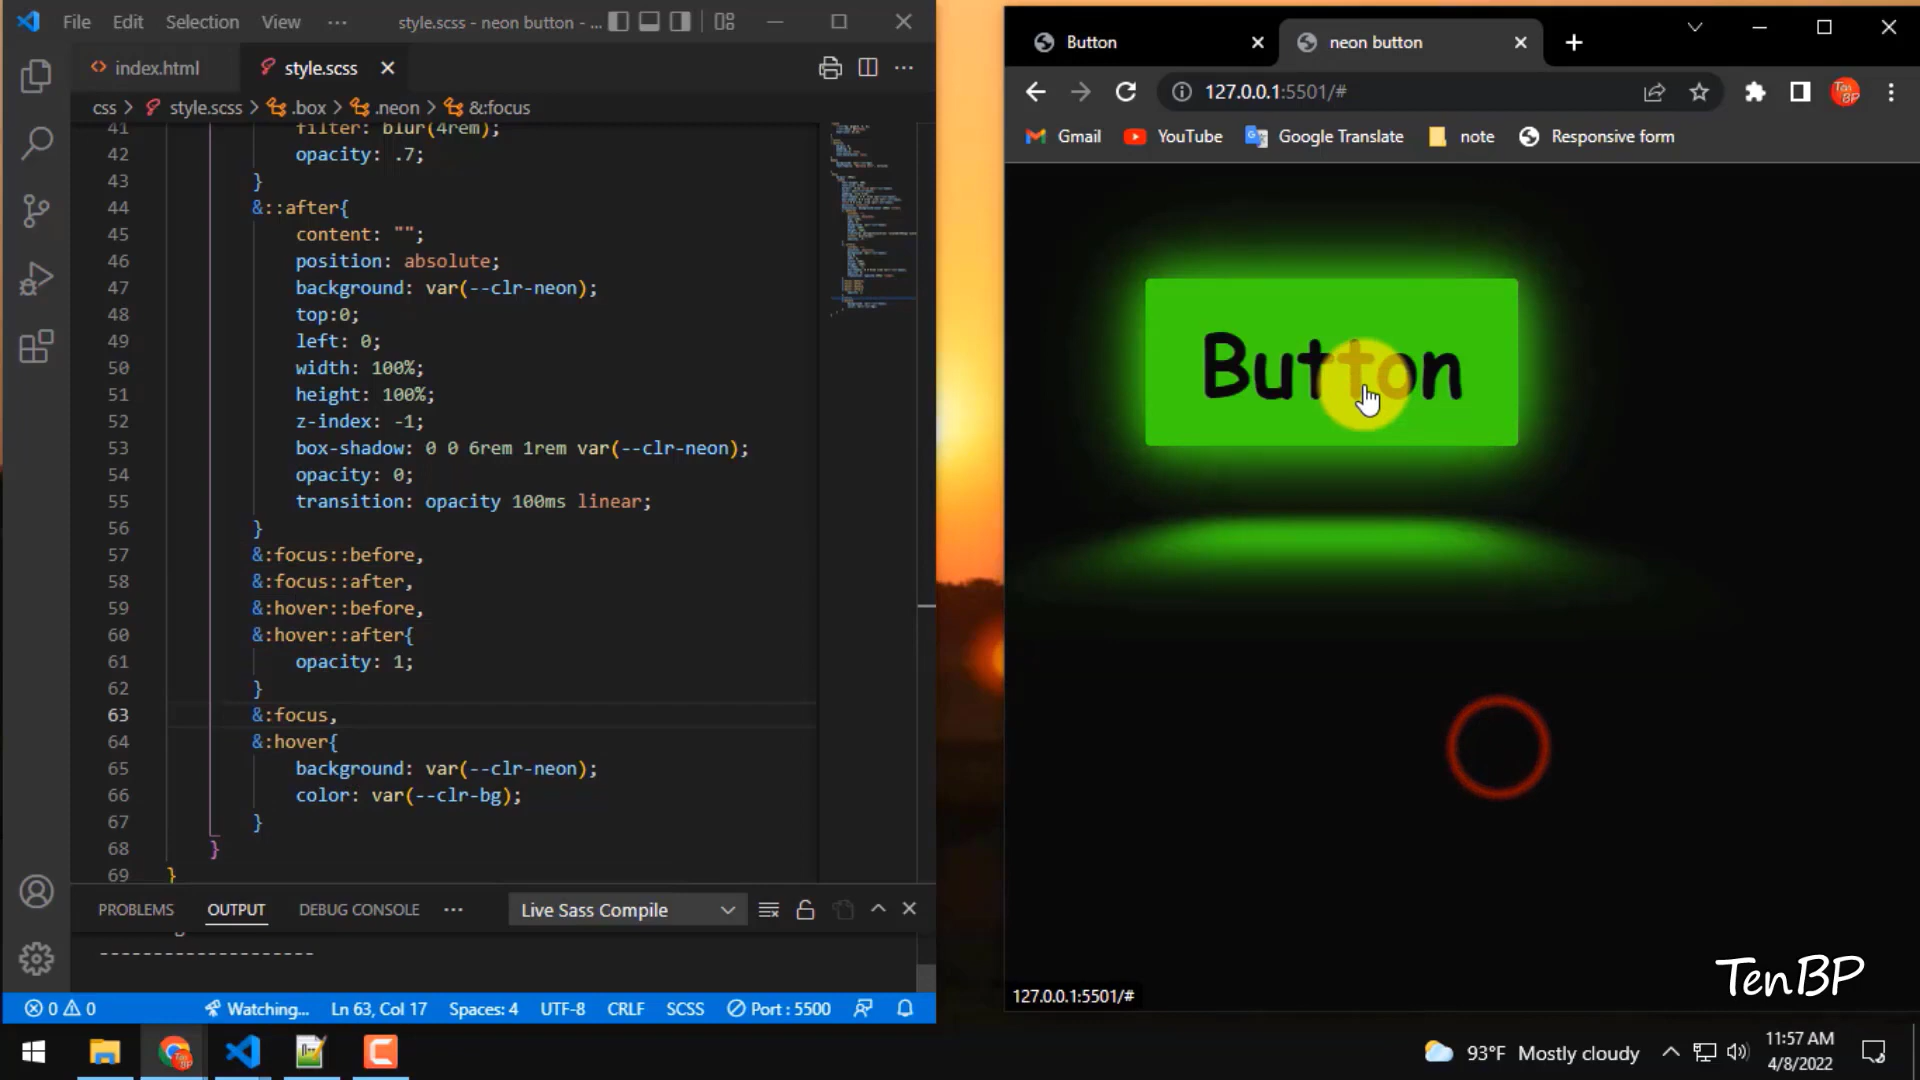 File Edit Selection View ··· style.scss - neon button - ...
index.html style.scss
css > style.scss > .box > .neon > &:focus
41 filter: blur(4rem);
42 opacity: .7;
43 }
44 &::after{
45 content: "";
46 position: absolute;
47 background: var(--clr-neon);
48 top:0;
49 left: 0;
50 width: 100%;
51 height: 100%;
52 z-index: -1;
53 box-shadow: 0 0 6rem 1rem var(--clr-neon);
54 opacity: 0;
55 transition: opacity 100ms linear;
56 }
57 &:focus::before,
58 &:focus::after,
59 &:hover::before,
60 &:hover::after{
61 opacity: 1;
62 }
63 &:focus,
64 &:hover{
65 background: var(--clr-neon);
66 color: var(--clr-bg);
67 }
68 }
69 }
PROBLEMS OUTPUT DEBUG CONSOLE ··· Live Sass Compile
--------------------
0 0 Watching... Ln 63, Col 17 Spaces: 4 UTF-8 CRLF SCSS Port : 5500
Button neon button
127.0.0.1:5501/#
Gmail YouTube Google Translate note Responsive form
Button
127.0.0.1:5501/#
TenBP
93°F Mostly cloudy 11:57 AM
4/8/2022